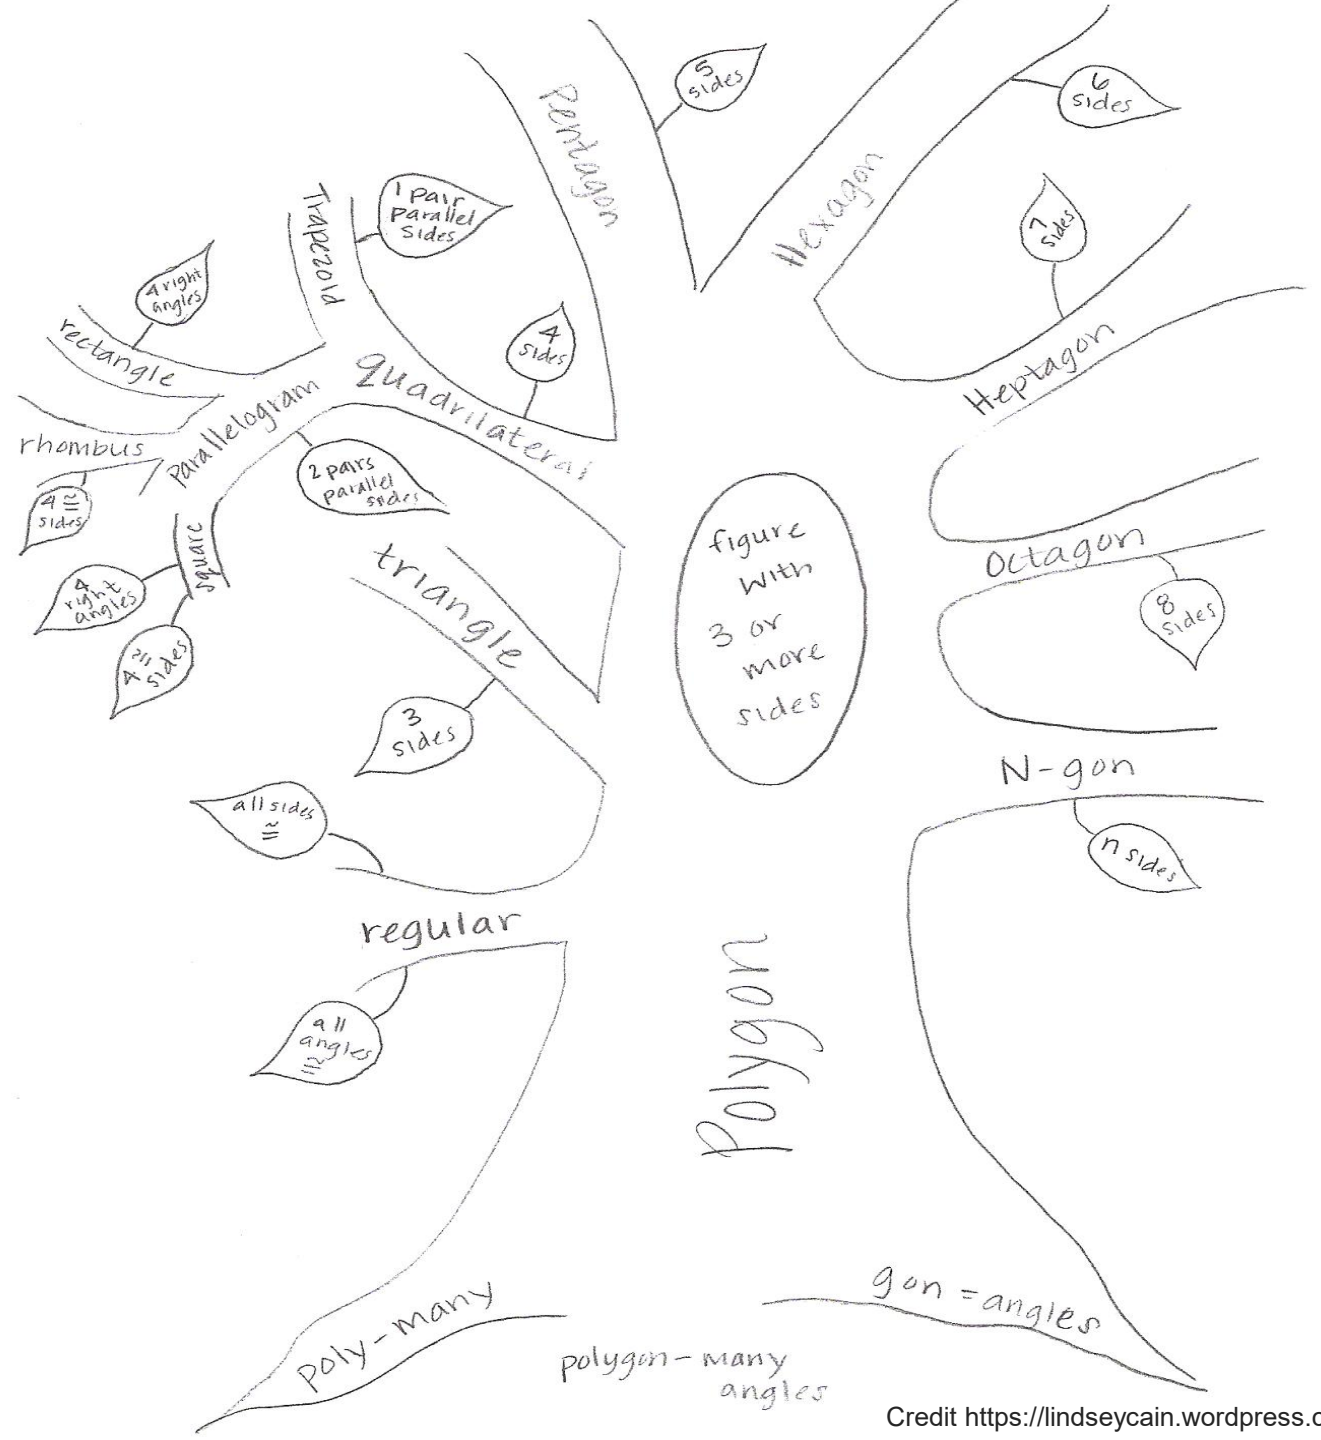 Pentagon
5
sides
Hexagon
6
sides
7
sides
Heptagon
Trapezoid
1 pair
parallel
sides
4 right
angles
rectangle
4
sides
quadrilateral
Parallelogram
rhombus
4 ≅
sides
2 pairs
parallel
sides
square
4
right
angles
4 ≅
sides
triangle
3
sides
figure
with
3 or
more
sides
Octagon
8
sides
N-gon
n sides
all sides
≅
regular
all
angles
≅
Polygon
poly-many
gon = angles
polygon - many
angles
Credit https://lindseycain.wordpress.c